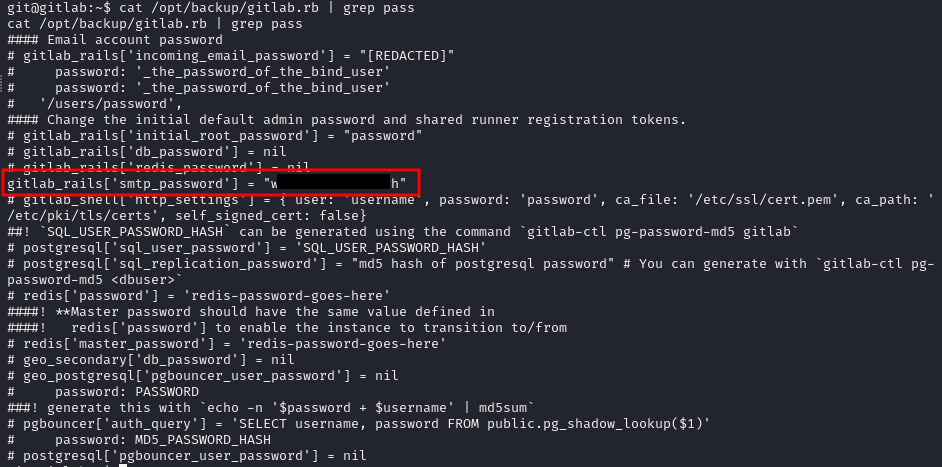 git@gitlab:~$ cat /opt/backup/gitlab.rb | grep pass
cat /opt/backup/gitlab.rb | grep pass
#### Email account password
# gitlab_rails['incoming_email_password'] = "[REDACTED]"
#     password: '_the_password_of_the_bind_user'
#     password: '_the_password_of_the_bind_user'
#   '/users/password',
#### Change the initial default admin password and shared runner registration tokens.
# gitlab_rails['initial_root_password'] = "password"
# gitlab_rails['db_password'] = nil
# gitlab_rails['redis_password'] = nil
gitlab_rails['smtp_password'] = "w h"
# gitlab_shell['http_settings'] = { user: 'username', password: 'password', ca_file: '/etc/ssl/cert.pem', ca_path: '
/etc/pki/tls/certs', self_signed_cert: false}
##! `SQL_USER_PASSWORD_HASH` can be generated using the command `gitlab-ctl pg-password-md5 gitlab`
# postgresql['sql_user_password'] = 'SQL_USER_PASSWORD_HASH'
# postgresql['sql_replication_password'] = "md5 hash of postgresql password" # You can generate with `gitlab-ctl pg-
password-md5 <dbuser>`
# redis['password'] = 'redis-password-goes-here'
####! **Master password should have the same value defined in
####!   redis['password'] to enable the instance to transition to/from
# redis['master_password'] = 'redis-password-goes-here'
# geo_secondary['db_password'] = nil
# geo_postgresql['pgbouncer_user_password'] = nil
#     password: PASSWORD
###! generate this with `echo -n '$password + $username' | md5sum`
# pgbouncer['auth_query'] = 'SELECT username, password FROM public.pg_shadow_lookup($1)'
#     password: MD5_PASSWORD_HASH
# postgresql['pgbouncer_user_password'] = nil